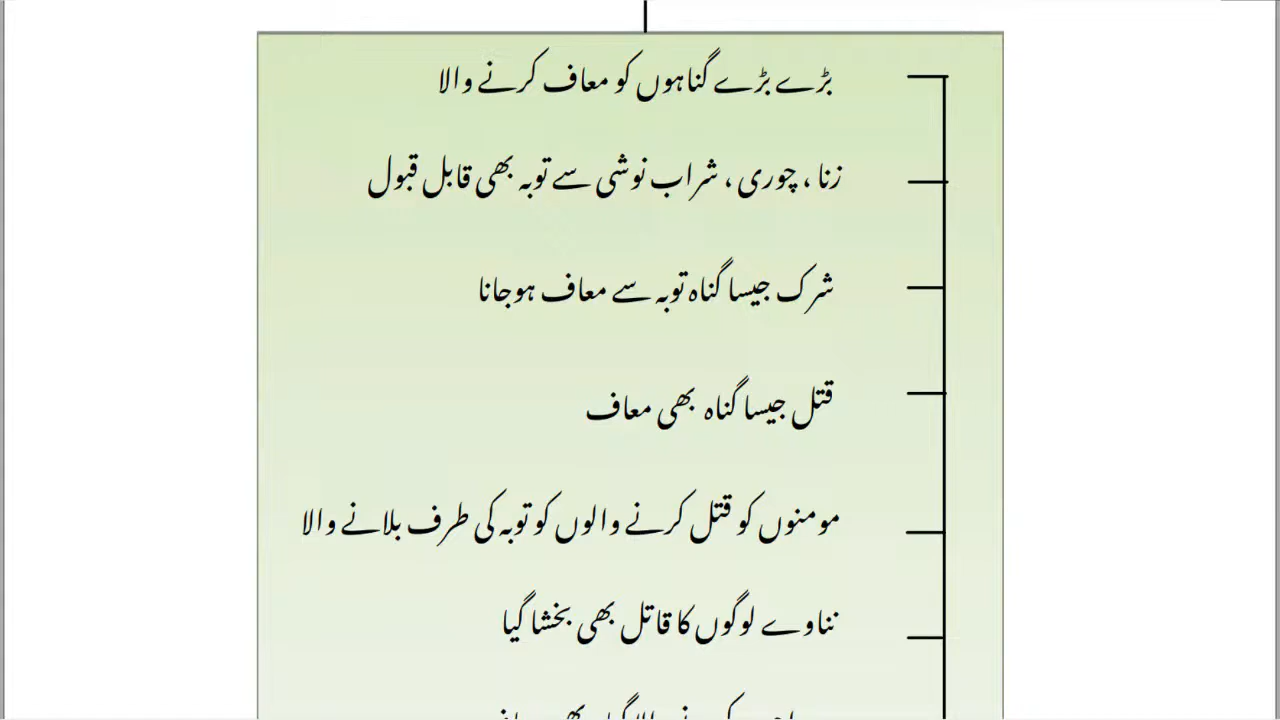 بڑے بڑے گناہوں کو معاف کرنے والا
زنا ، چوری ، شراب نوشی سے توبہ بھی قابل قبول
شرک جیسا گناہ توبہ سے معاف ہوجانا
قتل جیسا گناہ بھی معاف
مومنوں کو قتل کرنے والوں کو توبہ کی طرف بلانے والا
نناوے لوگوں کا قاتل بھی بخشا گیا